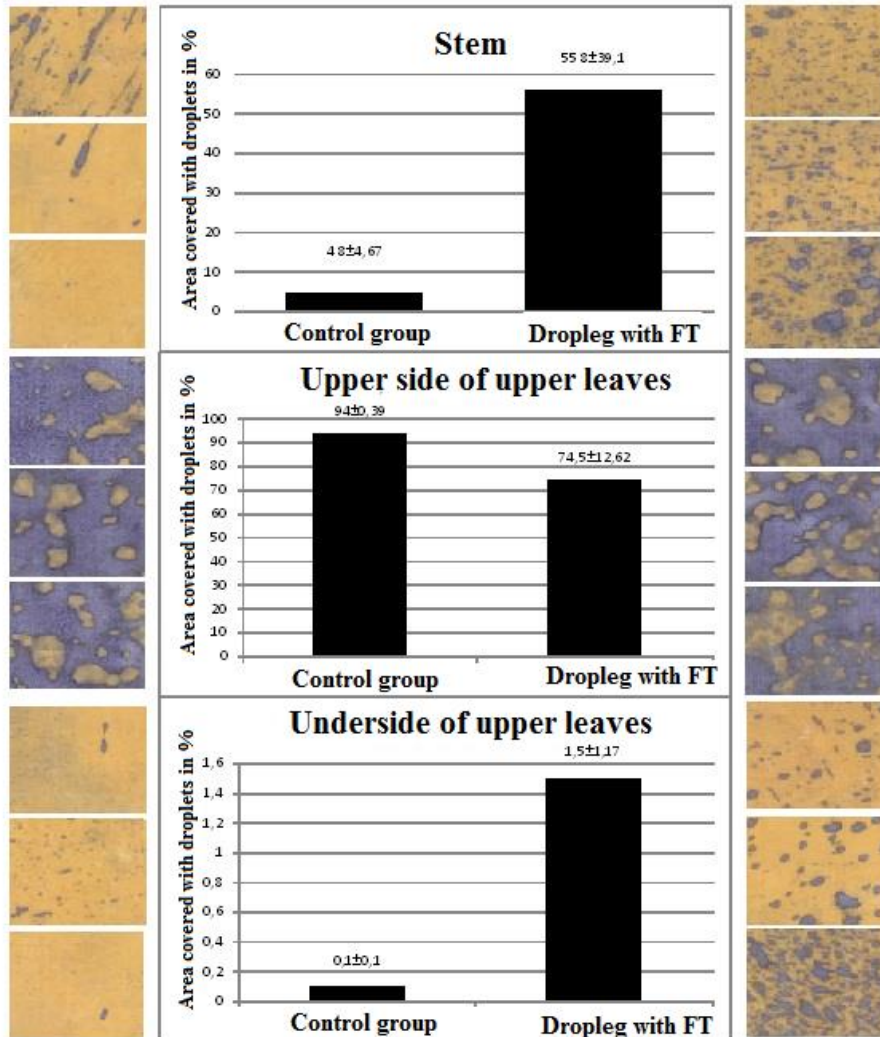 Stem
Area covered with droplets in %
60
50
40
30
20
10
0
4 8±4,67
55 8±39,1
Control group
Dropleg with FT
Upper side of upper leaves
Area covered with droplets in %
100
90
80
70
60
50
40
30
20
10
0
94±0,39
74,5±12,62
Control group
Dropleg with FT
Underside of upper leaves
Area covered with droplets in %
1,6
1,4
1,2
1
0,8
0,6
0,4
0,2
0
0,1±0,1
1,5±1,17
Control group
Dropleg with FT